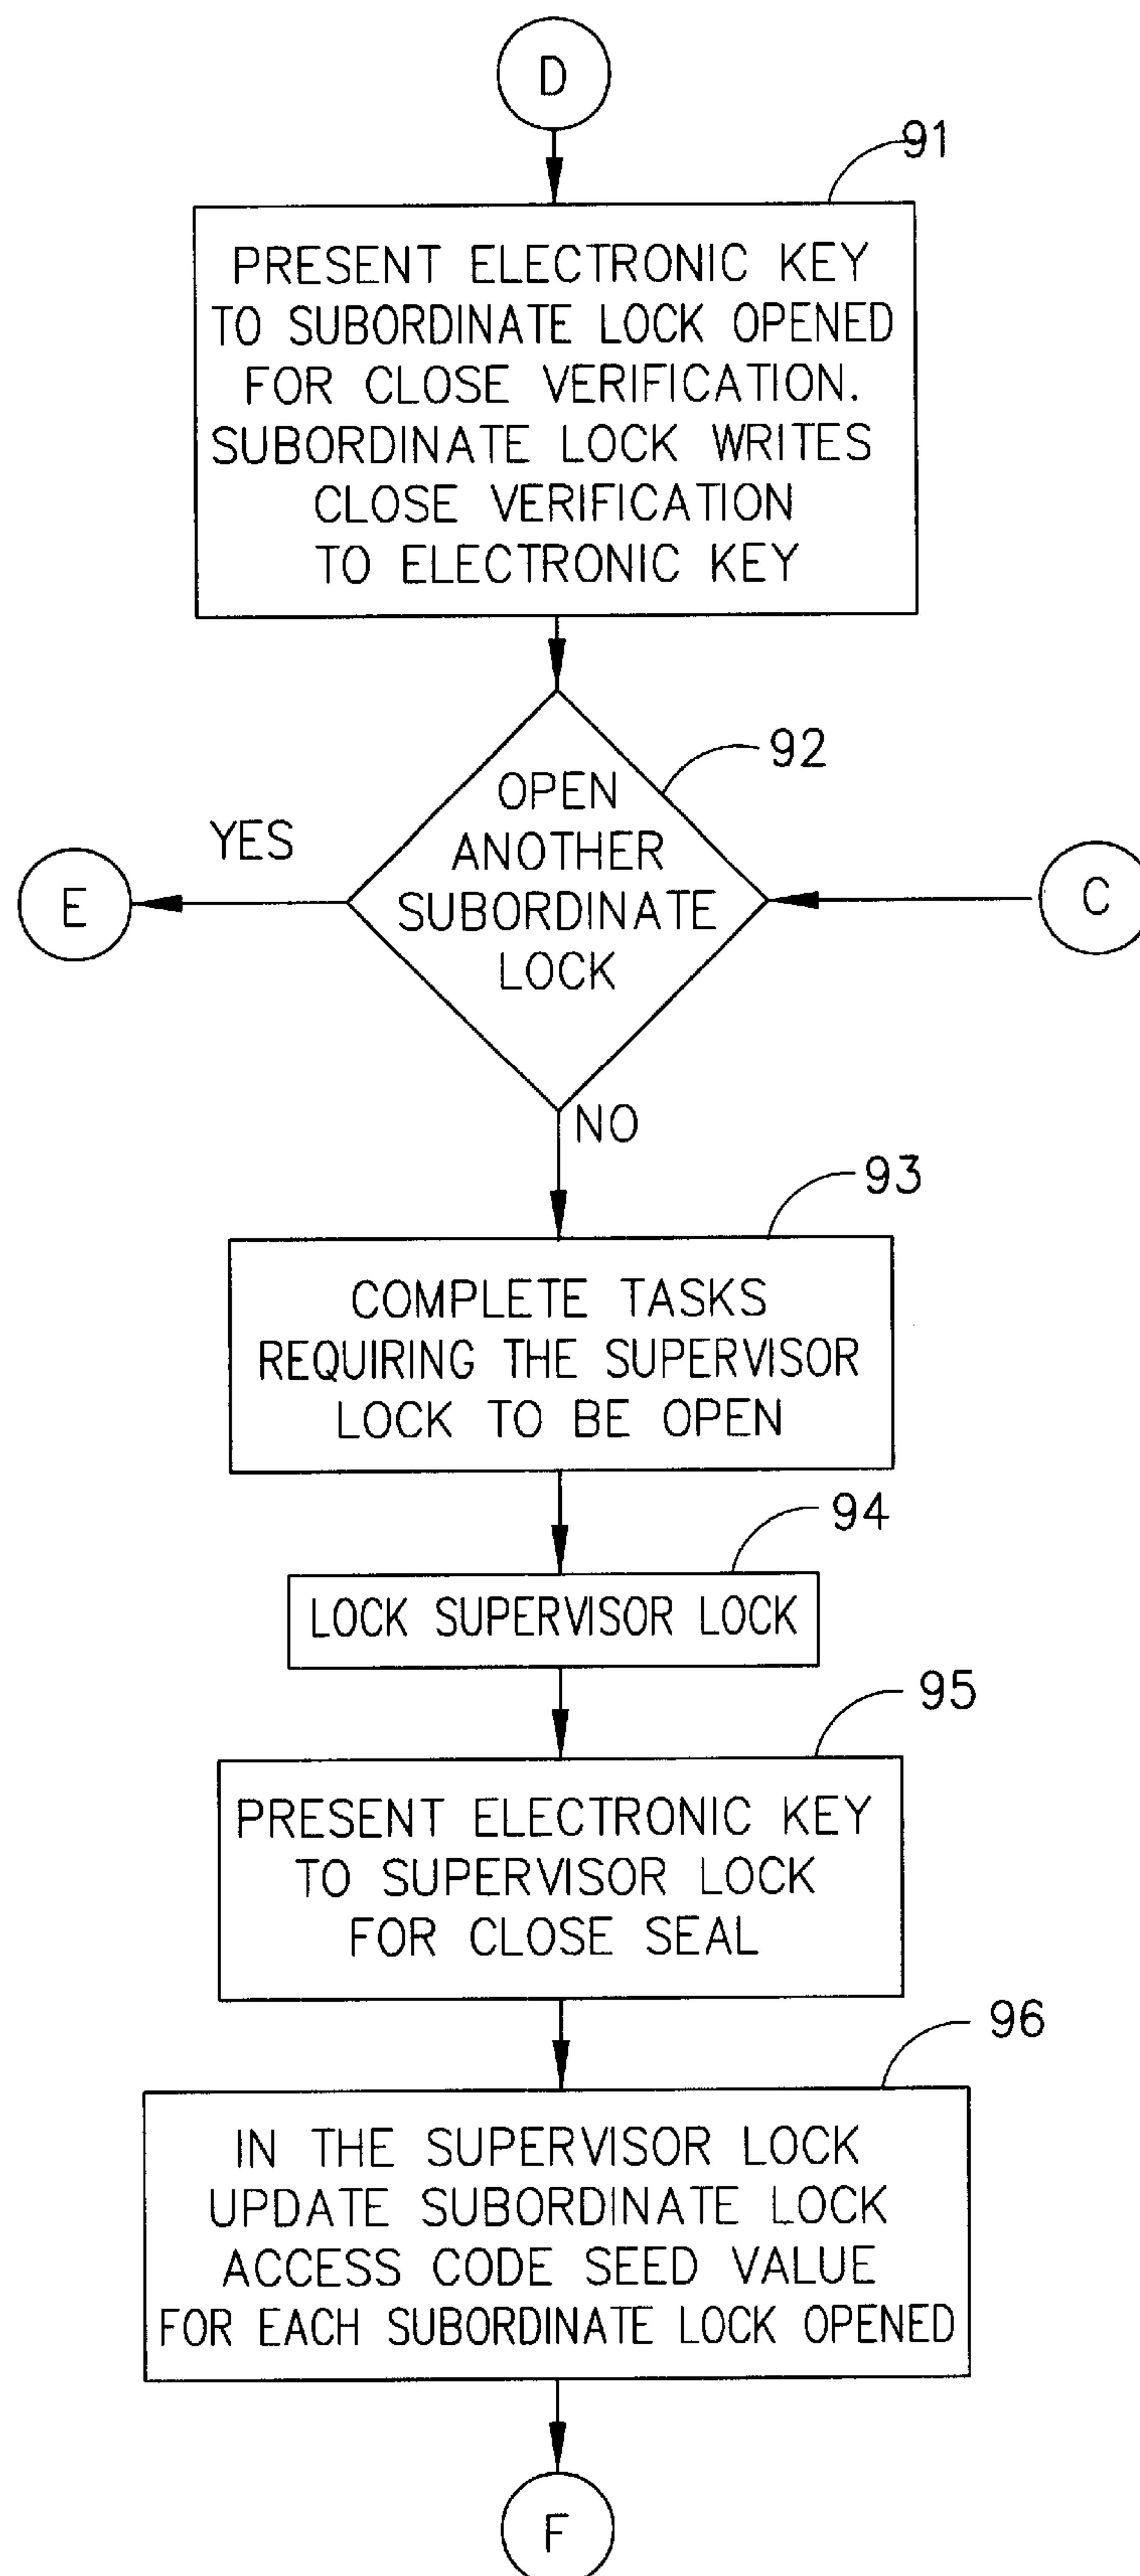 D
91
PRESENT ELECTRONIC KEY
TO SUBORDINATE LOCK OPENED
FOR CLOSE VERIFICATION.
SUBORDINATE LOCK WRITES
CLOSE VERIFICATION
TO ELECTRONIC KEY
92
OPEN
ANOTHER
SUBORDINATE
LOCK
YES
E
C
NO
93
COMPLETE TASKS
REQUIRING THE SUPERVISOR
LOCK TO BE OPEN
94
LOCK SUPERVISOR LOCK
95
PRESENT ELECTRONIC KEY
TO SUPERVISOR LOCK
FOR CLOSE SEAL
96
IN THE SUPERVISOR LOCK
UPDATE SUBORDINATE LOCK
ACCESS CODE SEED VALUE
FOR EACH SUBORDINATE LOCK OPENED
F